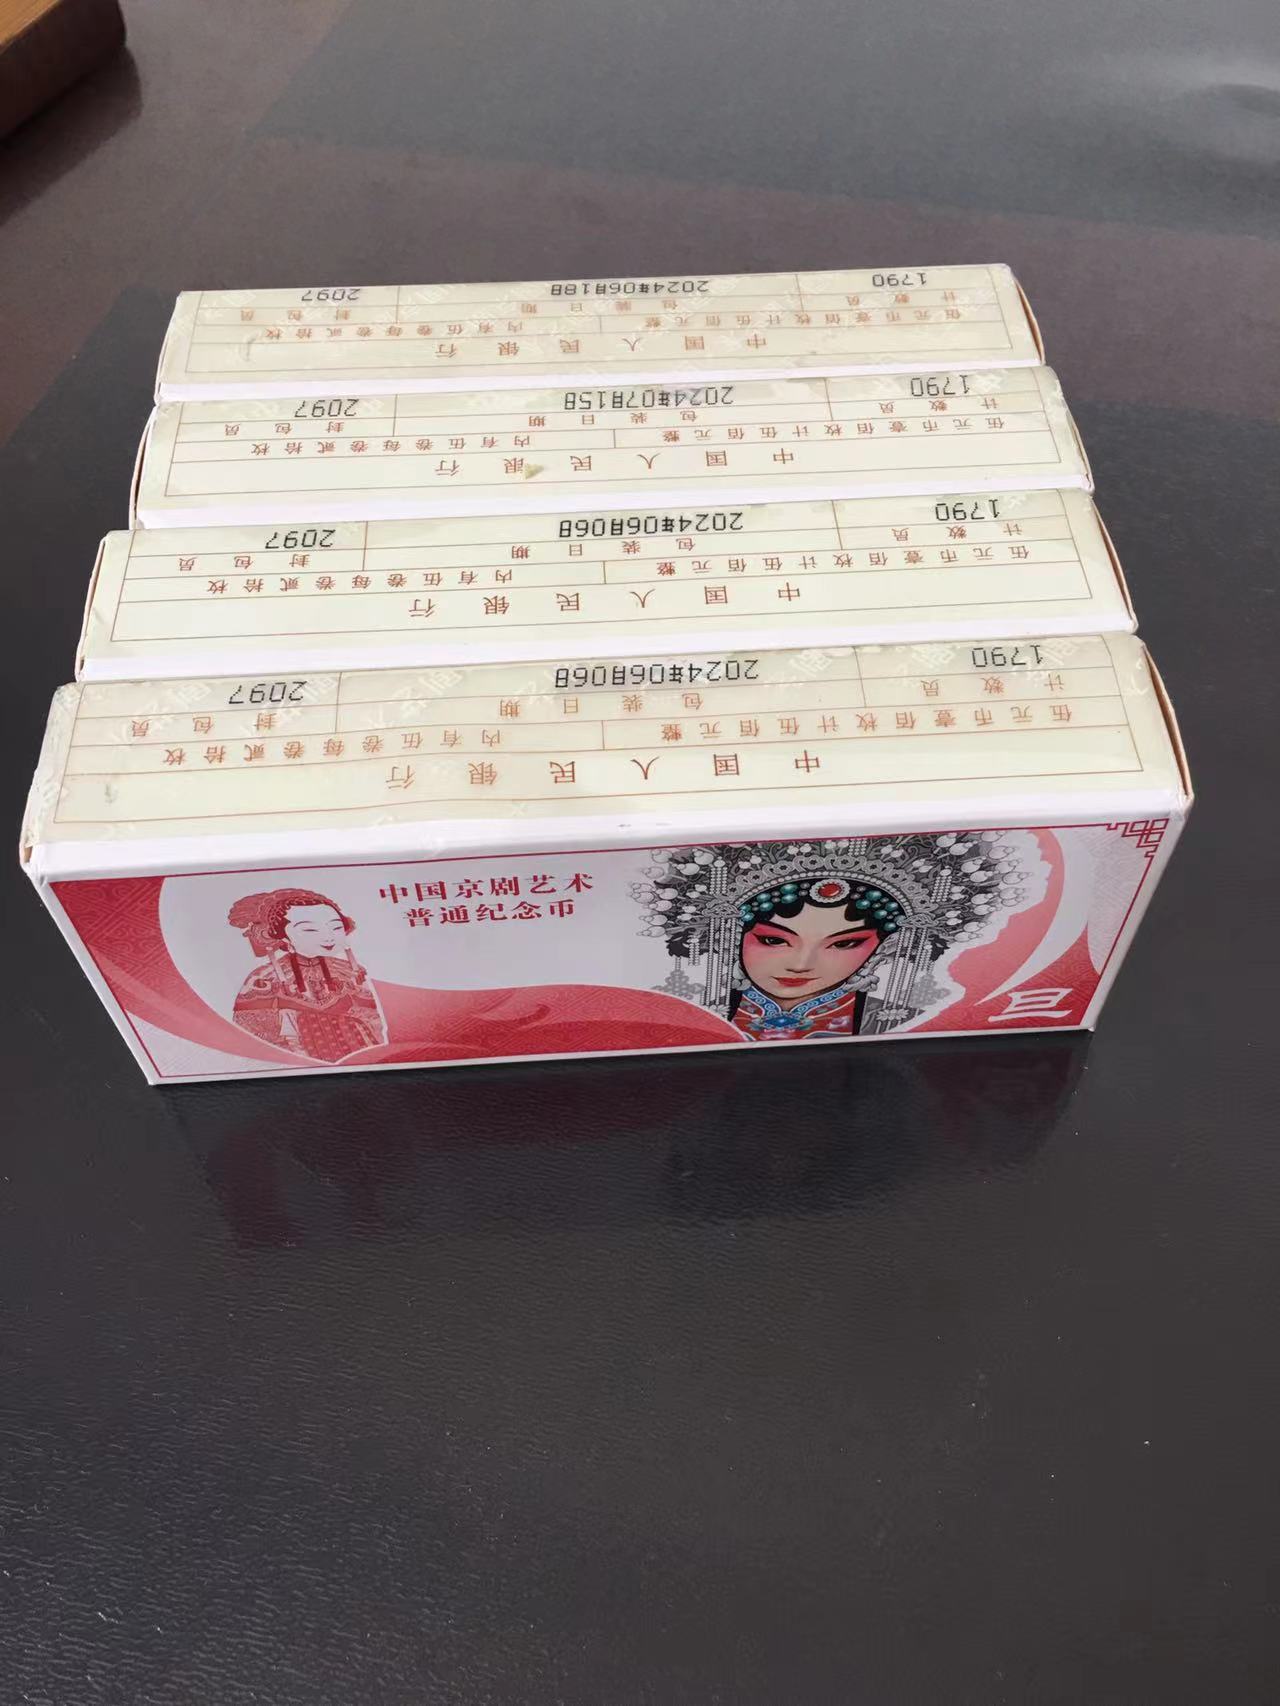 中国人民银行
伍元币壹佰枚计伍佰元整 内有伍卷每卷贰拾枚
计数员 包装日期 封包员
1790 2024年06月18日 2097
中国人民银行
伍元币壹佰枚计伍佰元整 内有伍卷每卷贰拾枚
计数员 包装日期 封包员
1790 2024年07月15日 2097
中国人民银行
伍元币壹佰枚计伍佰元整 内有伍卷每卷贰拾枚
计数员 包装日期 封包员
1790 2024年06月06日 2097
中国人民银行
伍元币壹佰枚计伍佰元整 内有伍卷每卷贰拾枚
计数员 包装日期 封包员
1790 2024年06月06日 2097
中国京剧艺术
普通纪念币
旦